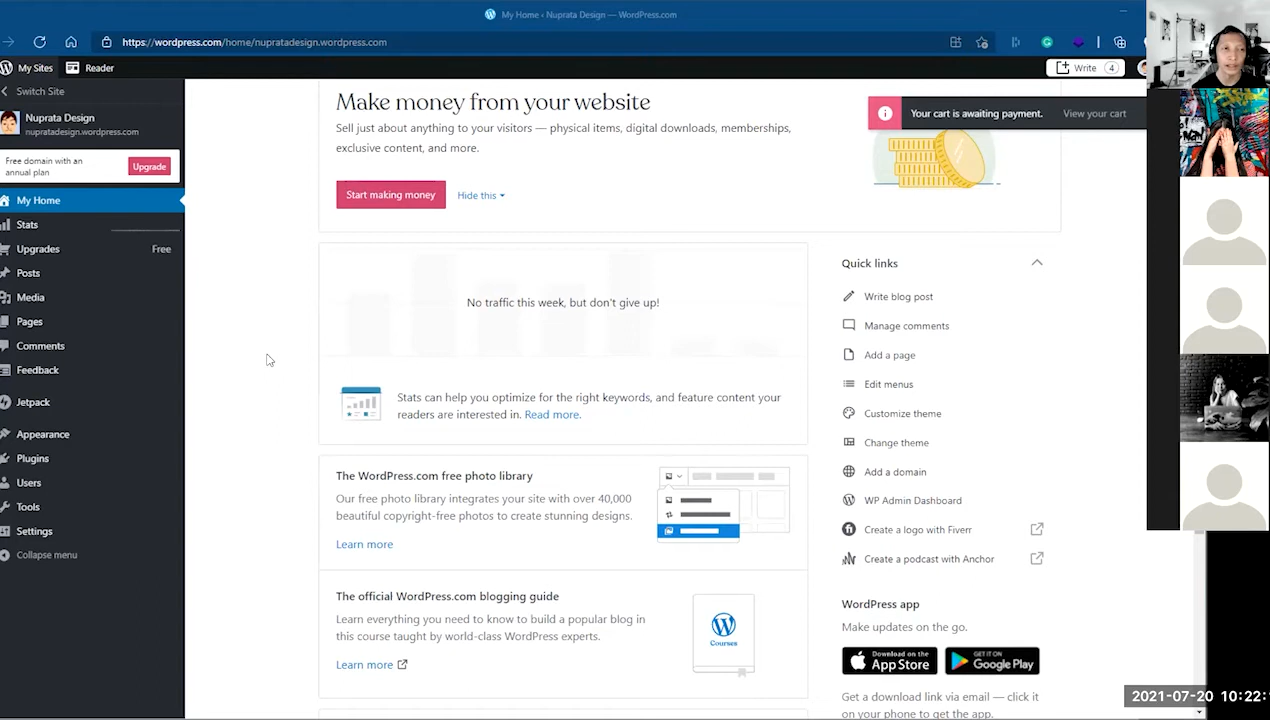 My Home ‹ Nuprata Design — WordPress.com
https://wordpress.com/home/nupratadesign.wordpress.com
My Sites
Reader
Write
4
Switch Site
Nuprata Design
nupratadesign.wordpress.com
Free domain with an
annual plan
Upgrade
My Home
Stats
Upgrades
Free
Posts
Media
Pages
Comments
Feedback
Jetpack
Appearance
Plugins
Users
Tools
Settings
Collapse menu
Make money from your website
Sell just about anything to your visitors — physical items, digital downloads, memberships,
exclusive content, and more.
Start making money
Hide this
Your cart is awaiting payment.
View your cart
No traffic this week, but don't give up!
Stats can help you optimize for the right keywords, and feature content your
readers are interested in. Read more.
The WordPress.com free photo library
Our free photo library integrates your site with over 40,000
beautiful copyright-free photos to create stunning designs.
Learn more
The official WordPress.com blogging guide
Learn everything you need to know to build a popular blog in
this course taught by world-class WordPress experts.
Learn more
Courses
Quick links
Write blog post
Manage comments
Add a page
Edit menus
Customize theme
Change theme
Add a domain
WP Admin Dashboard
Create a logo with Fiverr
Create a podcast with Anchor
WordPress app
Make updates on the go.
Download on the
App Store
GET IT ON
Google Play
Get a download link via email — click it
on your phone to get the app.
2021-07-20 10:22: